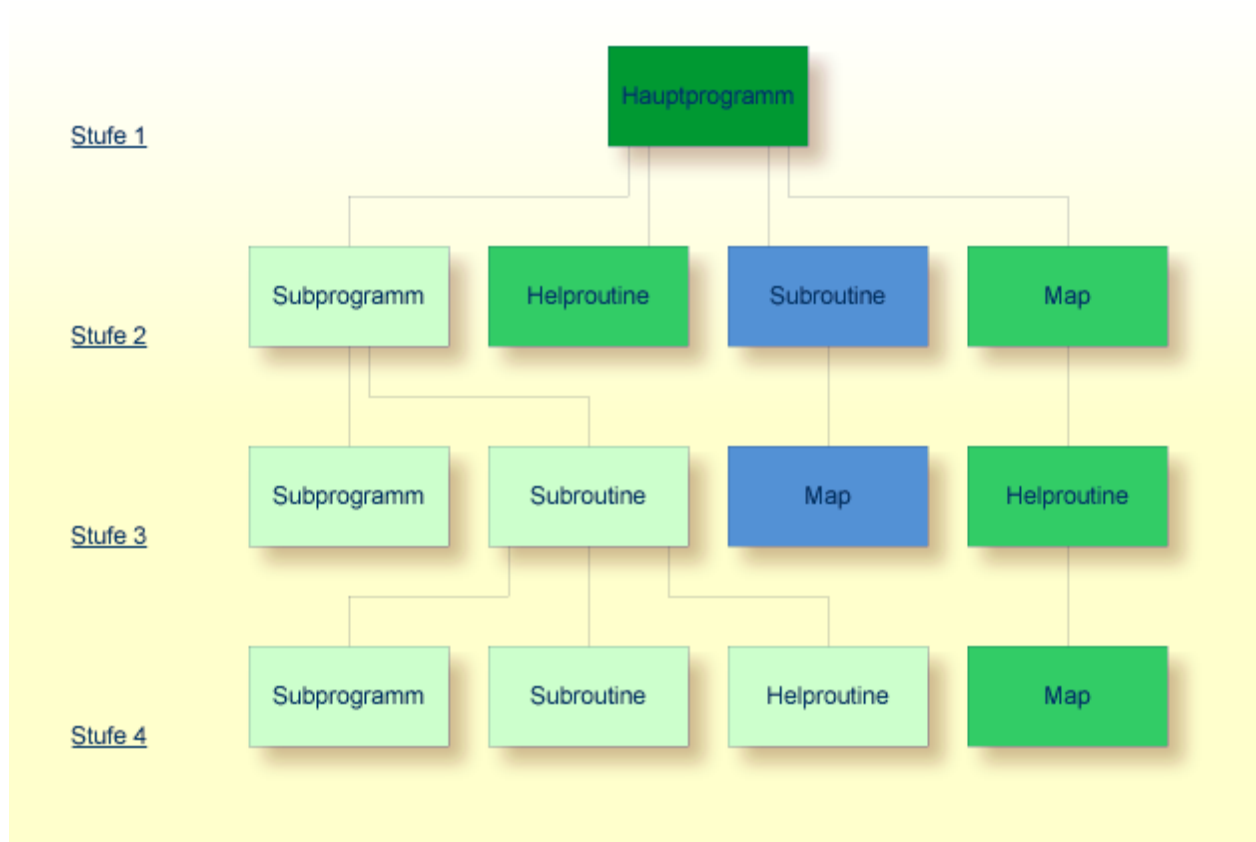 Hauptprogramm
Stufe 1
Subprogramm
Helproutine
Subroutine
Map
Stufe 2
Subprogramm
Subroutine
Map
Helproutine
Stufe 3
Subprogramm
Subroutine
Helproutine
Map
Stufe 4